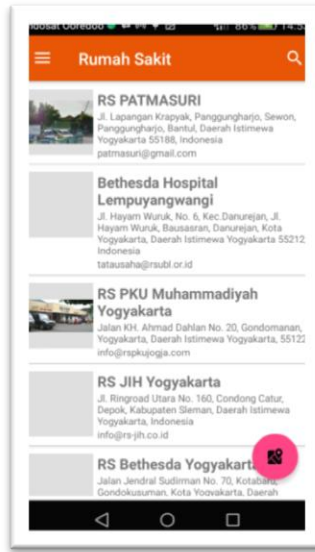 Indosat Ooredoo 86% 14:53
Rumah Sakit
RS PATMASURI
Jl. Lapangan Krapyak, Panggungharjo, Sewon,
Panggungharjo, Bantul, Daerah Istimewa
Yogyakarta 55188, Indonesia
patmasuri@gmail.com
Bethesda Hospital
Lempuyangwangi
Jl. Hayam Wuruk, No. 6, Kec.Danurejan, Jl.
Hayam Wuruk, Bausasran, Danurejan, Kota
Yogyakarta, Daerah Istimewa Yogyakarta 55212,
Indonesia
tatausaha@rsubl.or.id
RS PKU Muhammadiyah
Yogyakarta
Jalan KH. Ahmad Dahlan No. 20, Gondomanan,
Yogyakarta, Daerah Istimewa Yogyakarta, 55122
info@rspkujogja.com
RS JIH Yogyakarta
Jl. Ringroad Utara No. 160, Condong Catur,
Depok, Kabupaten Sleman, Daerah Istimewa
Yogyakarta, Indonesia
info@rs-jih.co.id
RS Bethesda Yogyakarta
Jalan Jendral Sudirman No. 70, Kotabaru,
Gondokusuman, Kota Yogyakarta, Daerah